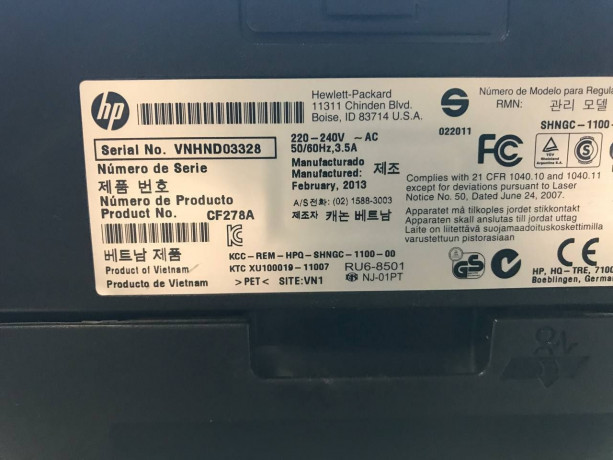 hp
Hewlett-Packard
11311 Chinden Blvd.
Boise, ID 83714 U.S.A.
Serial No. VNHND03328
Número de Serie
제품 번호
Número de Producto
Product No. CF278A
베트남 제품
Product of Vietnam
Producto de Vietnam
220-240V ~ AC
50/60Hz, 3.5A
Manufacturado
Manufactured: 제조
February, 2013
A/S 전화: (02) 1588-3003
제조자 캐논 베트남
KCC-REM-HPQ-SHNGC-1100-00
KTC XU100019-11007 RU6-8501
>PET< SITE:VN1 NJ-01PT
S
022011
Número de Modelo para Regula
RMN: 관리 모델
SHNGC-1100-
FC
Complies with 21 CFR 1040.10 and 1040.11
except for deviations pursuant to Laser
Notice No. 50, Dated June 24, 2007.
Apparatet må tilkoples jordet stikkontakt
Apparaten skall anslutas till jordat uttag
Laite on liitettävä suojamaadoituskoskettimilla
varustettuun pistorasiaan
GS
N
CE
HP, HQ-TRE, 7103
Boeblingen, German